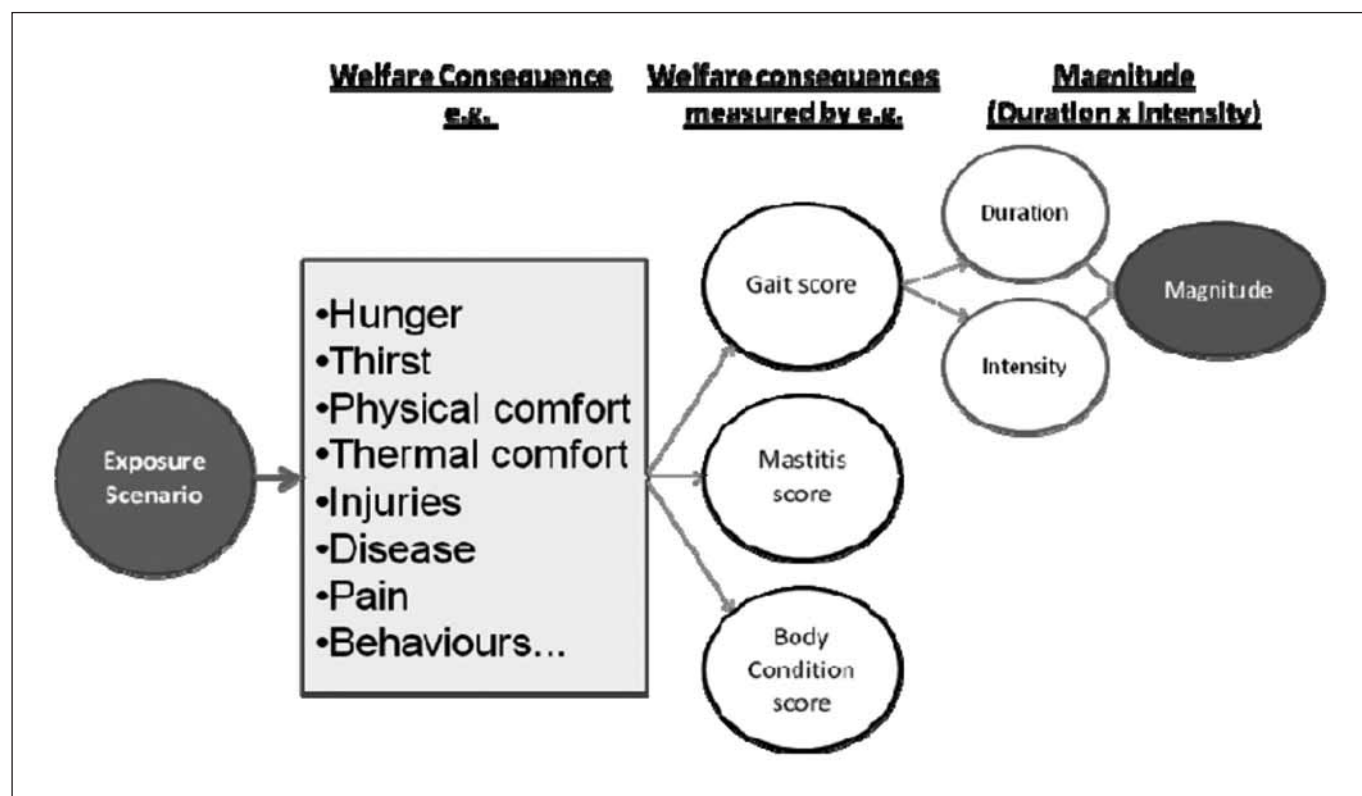 Welfare Consequence
e.g.
Welfare consequences
measured by e.g.
Magnitude
(Duration x Intensity)
Exposure
Scenario
•Hunger
•Thirst
•Physical comfort
•Thermal comfort
•Injuries
•Disease
•Pain
•Behaviours...
Gait score
Mastitis
score
Body
Condition
score
Duration
Intensity
Magnitude